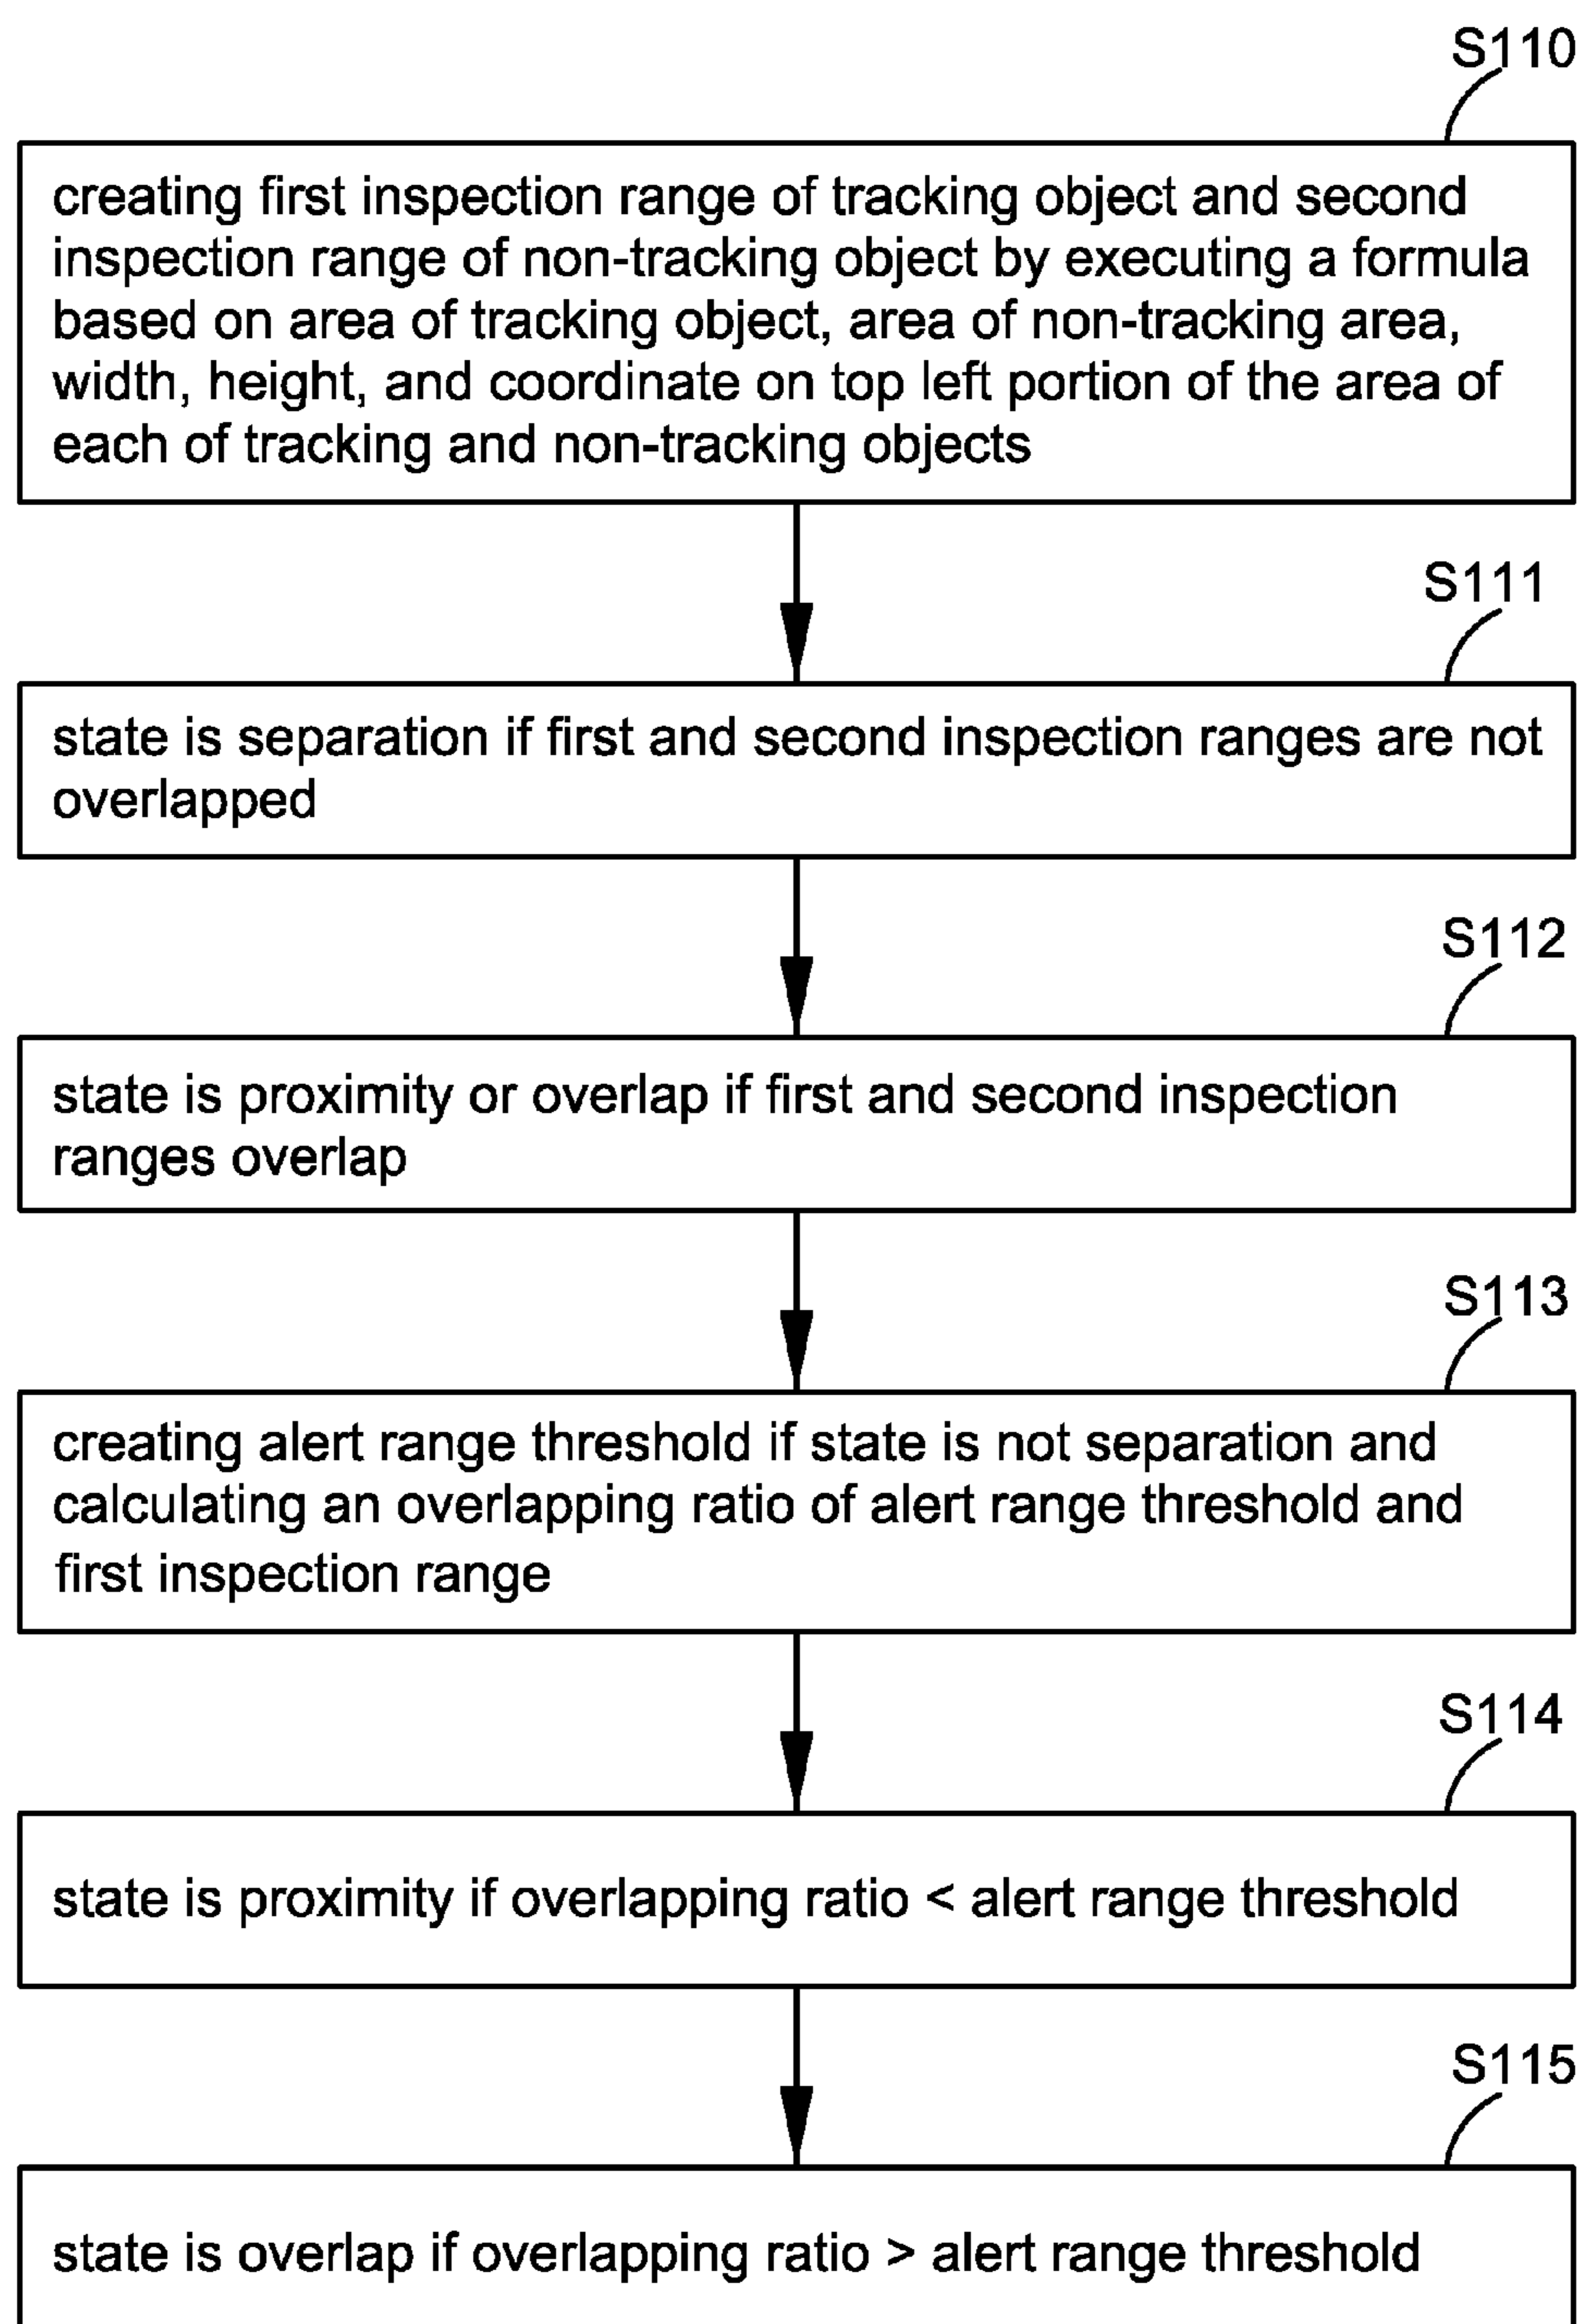 S110
creating first inspection range of tracking object and second
inspection range of non-tracking object by executing a formula
based on area of tracking object, area of non-tracking area,
width, height, and coordinate on top left portion of the area of
each of tracking and non-tracking objects
S111
state is separation if first and second inspection ranges are not
overlapped
S112
state is proximity or overlap if first and second inspection
ranges overlap
S113
creating alert range threshold if state is not separation and
calculating an overlapping ratio of alert range threshold and
first inspection range
S114
state is proximity if overlapping ratio < alert range threshold
S115
state is overlap if overlapping ratio > alert range threshold